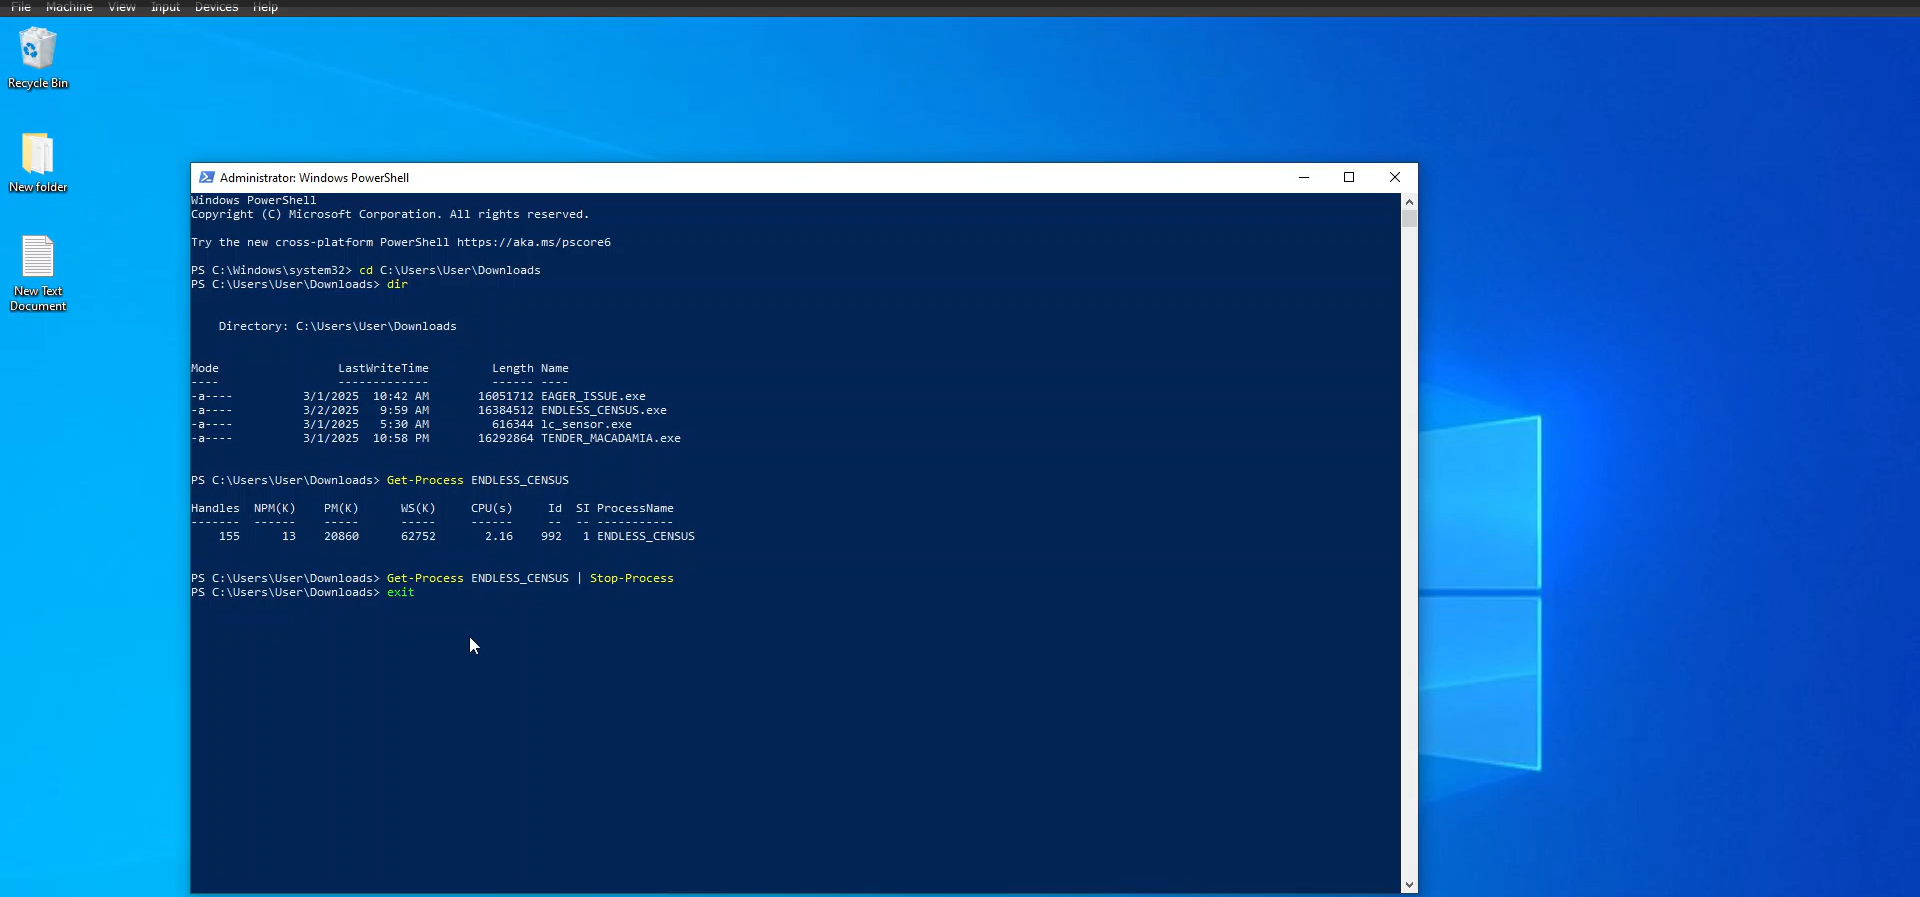 File Machine View Input Devices Help
Recycle Bin
New folder
New Text
Document
Administrator: Windows PowerShell
Windows PowerShell
Copyright (C) Microsoft Corporation. All rights reserved.
Try the new cross-platform PowerShell https://aka.ms/pscore6
PS C:\Windows\system32> cd C:\Users\User\Downloads
PS C:\Users\User\Downloads> dir
    Directory: C:\Users\User\Downloads
Mode                 LastWriteTime         Length Name
----                 -------------         ------ ----
-a----          3/1/2025  10:42 AM       16051712 EAGER_ISSUE.exe
-a----          3/2/2025   9:59 AM       16384512 ENDLESS_CENSUS.exe
-a----          3/1/2025   5:30 AM         616344 lc_sensor.exe
-a----          3/1/2025  10:58 PM       16292864 TENDER_MACADAMIA.exe
PS C:\Users\User\Downloads> Get-Process ENDLESS_CENSUS
Handles  NPM(K)    PM(K)      WS(K)     CPU(s)     Id  SI ProcessName
-------  ------    -----      -----     ------     --  -- -----------
    155      13    20860      62752       2.16    992   1 ENDLESS_CENSUS
PS C:\Users\User\Downloads> Get-Process ENDLESS_CENSUS | Stop-Process
PS C:\Users\User\Downloads> exit